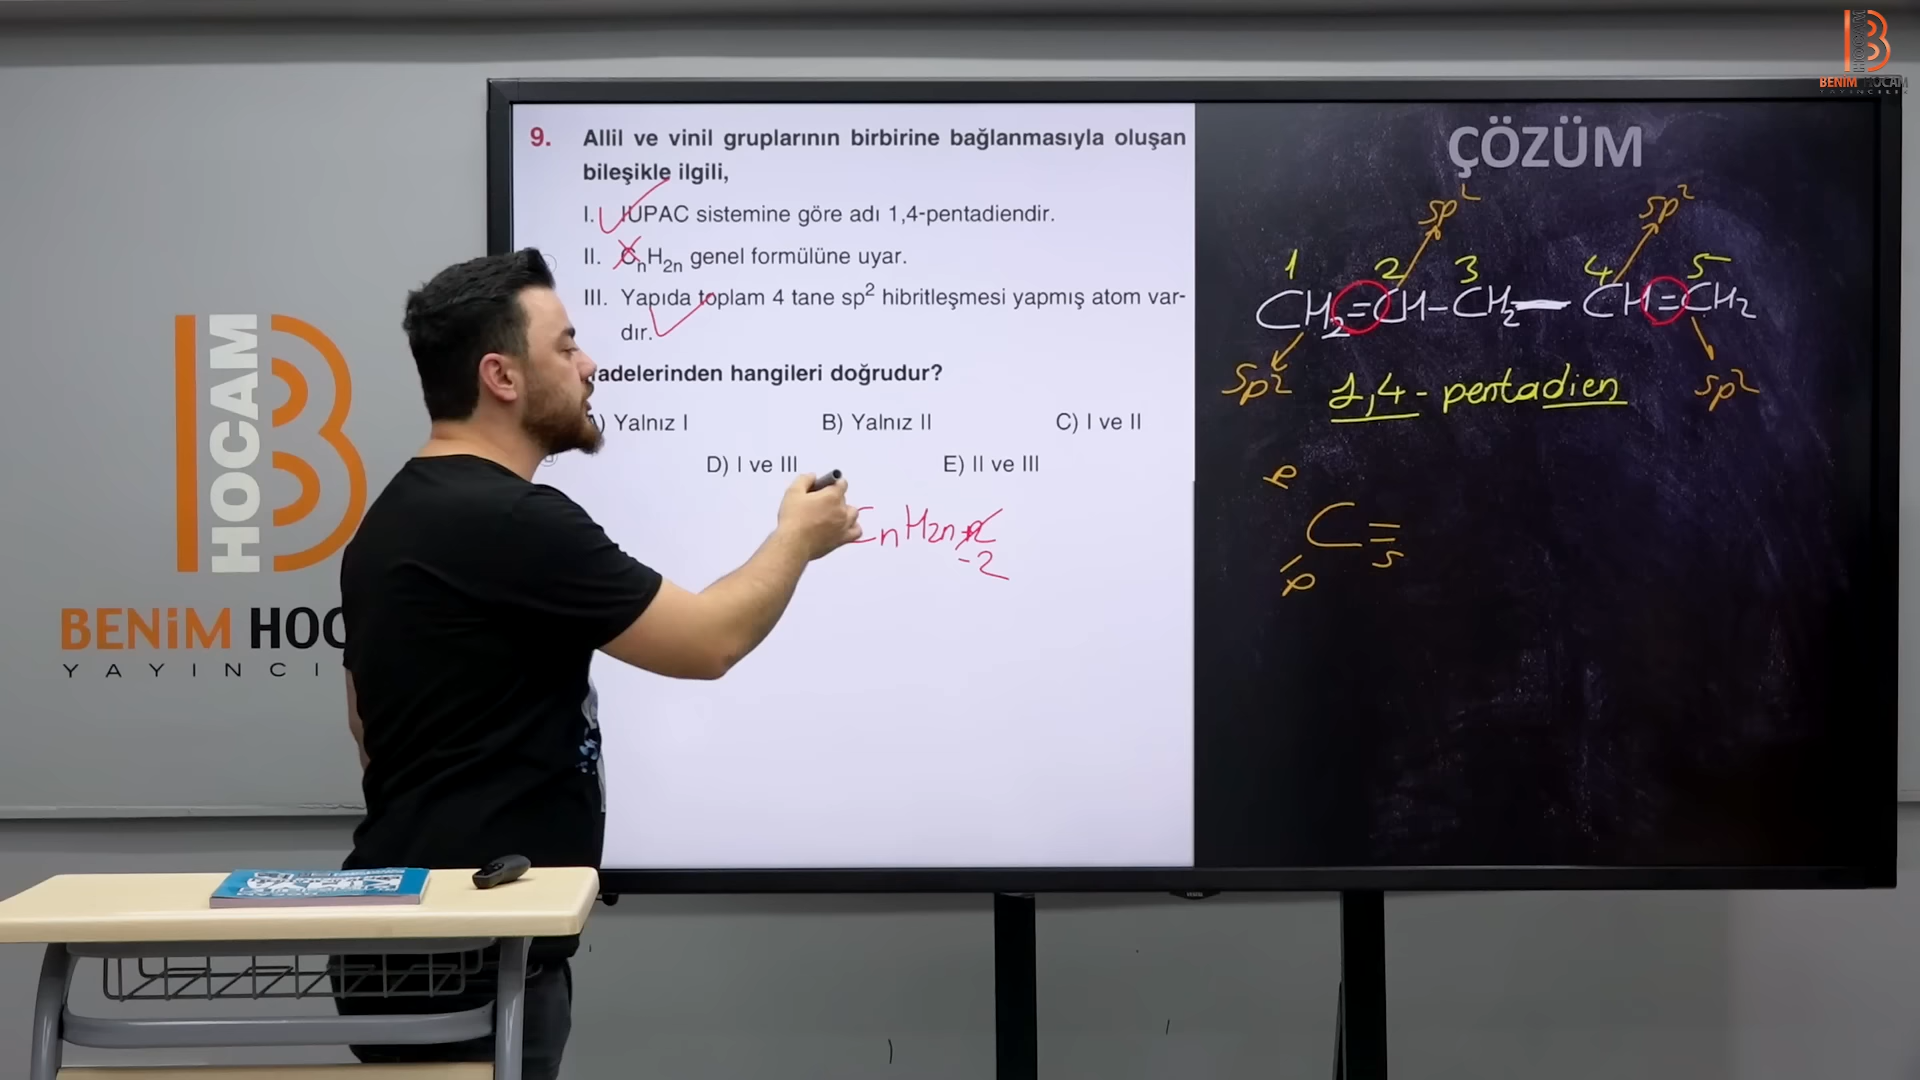 BENİM HOCAM
YAYINCILIK
HOCAM
BENİM HOC
YAYINCI
9. Allil ve vinil gruplarının birbirine bağlanmasıyla oluşan
bileşikle ilgili,
I. IUPAC sistemine göre adı 1,4-pentadiendir.
II. CnH2n genel formülüne uyar.
III. Yapıda toplam 4 tane sp2 hibritleşmesi yapmış atom var-
dır.
adelerinden hangileri doğrudur?
A) Yalnız I B) Yalnız II C) I ve II
D) I ve III E) II ve III
CnH2n
-2
ÇÖZÜM
sp2 sp2
1 2 3 4 5
CH2=CH-CH2-CH=CH2
sp2 sp2
1,4-pentadien
P
C=
P S